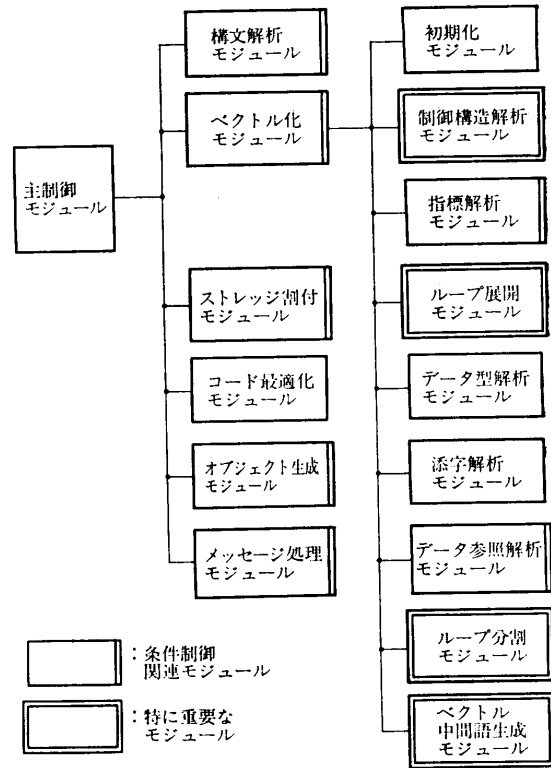 主制御
モジュール
構文解析
モジュール
ベクトル化
モジュール
ストレッジ割付
モジュール
コード最適化
モジュール
オブジェクト生成
モジュール
メッセージ処理
モジュール
初期化
モジュール
制御構造解析
モジュール
指標解析
モジュール
ループ展開
モジュール
データ型解析
モジュール
添字解析
モジュール
データ参照解析
モジュール
ループ分割
モジュール
ベクトル
中間語生成
モジュール
：条件制御
関連モジュール
：特に重要な
モジュール